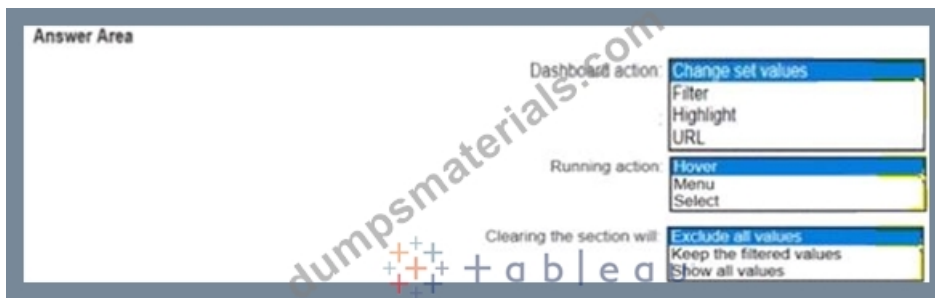 Answer Area
Dashboard action: Change set values
Filter
Highlight
URL
Running action: Hover
Menu
Select
Clearing the section will: Exclude all values
Keep the filtered values
Show all values
dumpsmaterials.com
+ a b | e a